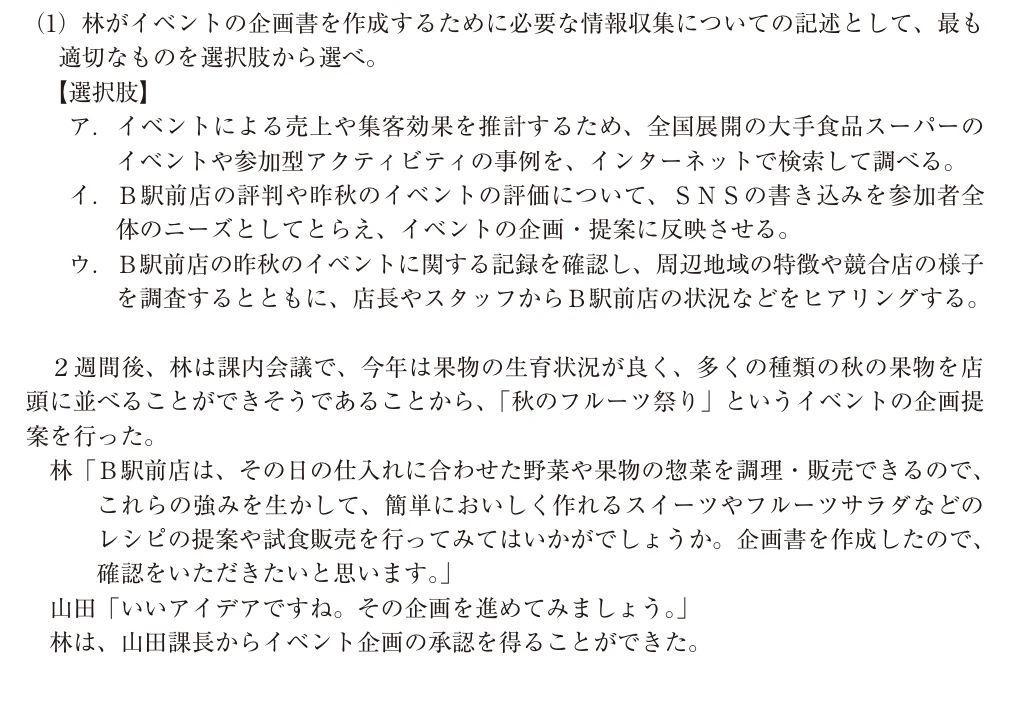 ⑴　林がイベントの企画書を作成するために必要な情報収集についての記述として、最も
適切なものを選択肢から選べ。
【選択肢】
ア．イベントによる売上や集客効果を推計するため、全国展開の大手食品スーパーの
イベントや参加型アクティビティの事例を、インターネットで検索して調べる。
イ．Ｂ駅前店の評判や昨秋のイベントの評価について、ＳＮＳの書き込みを参加者全
体のニーズとしてとらえ、イベントの企画・提案に反映させる。
ウ．Ｂ駅前店の昨秋のイベントに関する記録を確認し、周辺地域の特徴や競合店の様子
を調査するとともに、店長やスタッフからＢ駅前店の状況などをヒアリングする。
２週間後、林は課内会議で、今年は果物の生育状況が良く、多くの種類の秋の果物を店
頭に並べることができそうであることから、「秋のフルーツ祭り」というイベントの企画提
案を行った。
林「Ｂ駅前店は、その日の仕入れに合わせた野菜や果物の惣菜を調理・販売できるので、
これらの強みを生かして、簡単においしく作れるスイーツやフルーツサラダなどの
レシピの提案や試食販売を行ってみてはいかがでしょうか。企画書を作成したので、
確認をいただきたいと思います。」
山田「いいアイデアですね。その企画を進めてみましょう。」
林は、山田課長からイベント企画の承認を得ることができた。